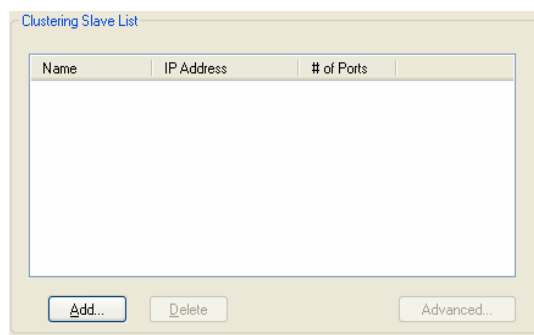 Clustering Slave List
Name IP Address # of Ports
Add... Delete Advanced...